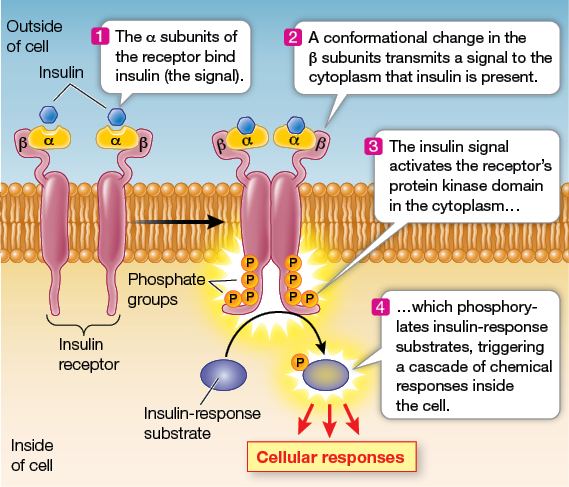 Outside
of cell
Insulin
1 The α subunits of
the receptor bind
insulin (the signal).
2 A conformational change in the
β subunits transmits a signal to the
cytoplasm that insulin is present.
β α α β
β α α β
3 The insulin signal
activates the receptor’s
protein kinase domain
in the cytoplasm…
P P
P P
P P P P
Phosphate
groups
Insulin
receptor
4 …which phosphory-
lates insulin-response
substrates, triggering
a cascade of chemical
responses inside
the cell.
P
Insulin-response
substrate
Cellular responses
Inside
of cell